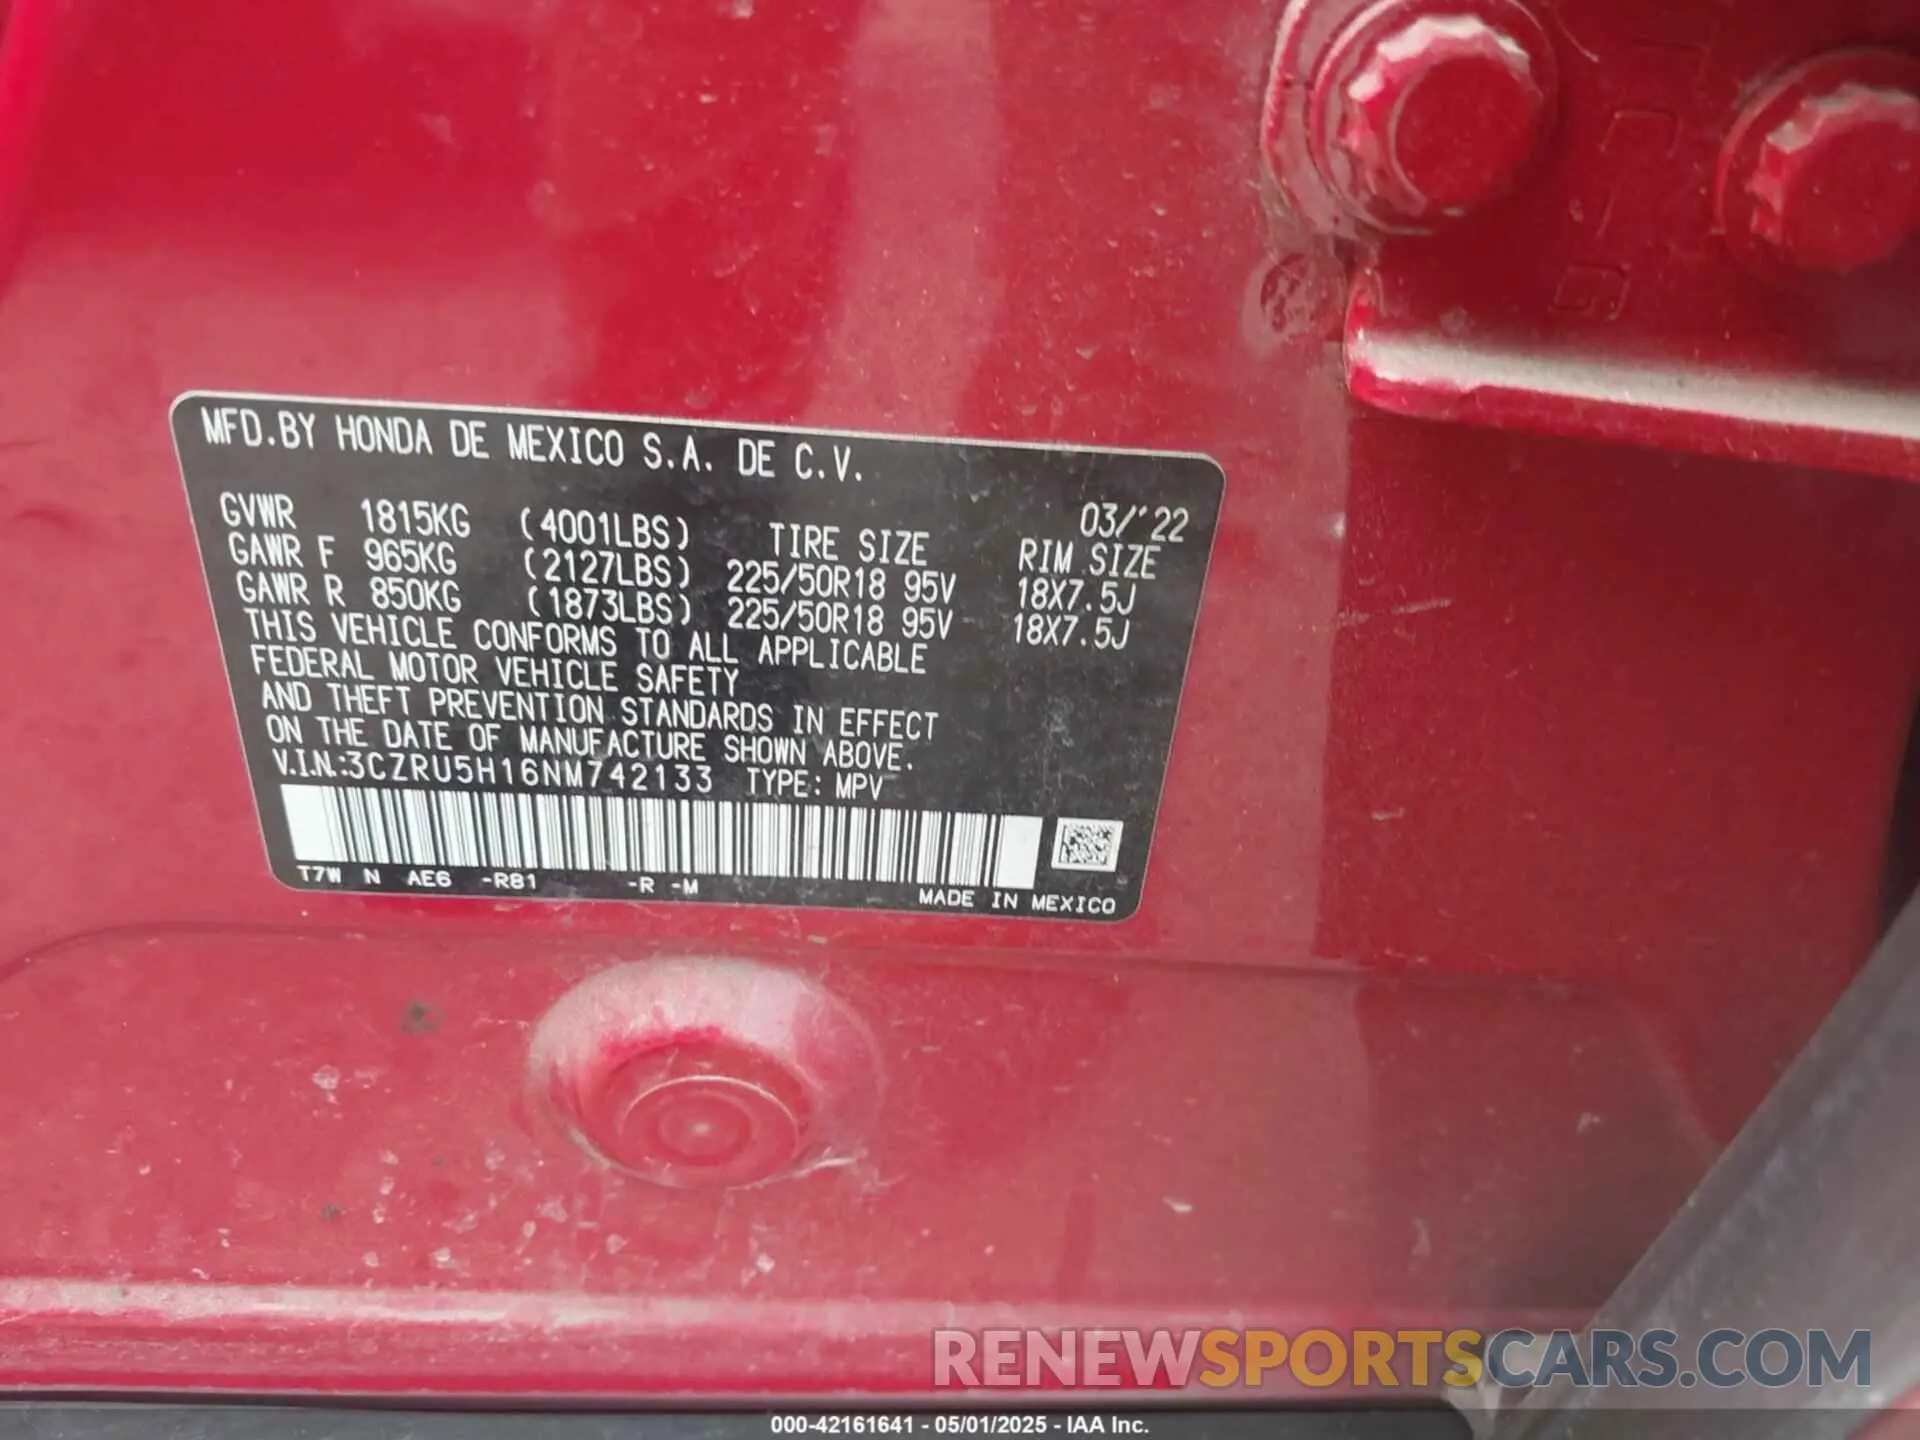 MFD.BY HONDA DE MEXICO S.A. DE C.V.
03/'22
GVWR 1815KG (4001LBS) TIRE SIZE RIM SIZE
GAWR F 965KG (2127LBS) 225/50R18 95V 18X7.5J
GAWR R 850KG (1873LBS) 225/50R18 95V 18X7.5J
THIS VEHICLE CONFORMS TO ALL APPLICABLE
FEDERAL MOTOR VEHICLE SAFETY
AND THEFT PREVENTION STANDARDS IN EFFECT
ON THE DATE OF MANUFACTURE SHOWN ABOVE.
V.I.N.:3CZRU5H16NM742133 TYPE: MPV
T7W N AE6 -R81 -R -M
MADE IN MEXICO
RENEWSPORTSCARS.COM
000-42161641 - 05/01/2025 - IAA Inc.